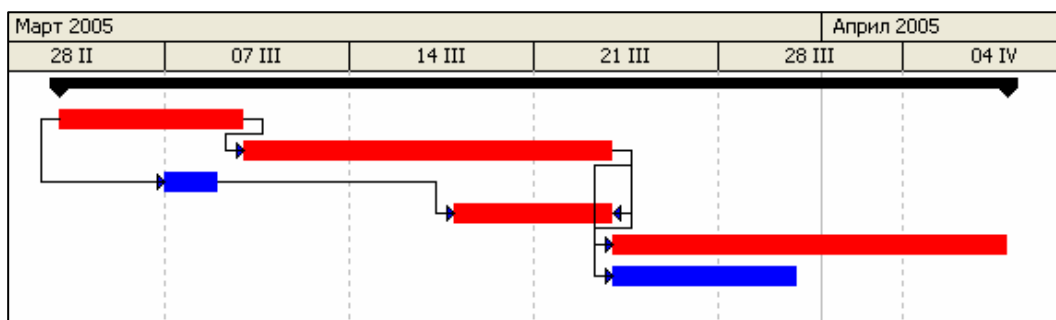 Март 2005 Април 2005
28 II 07 III 14 III 21 III 28 III 04 IV